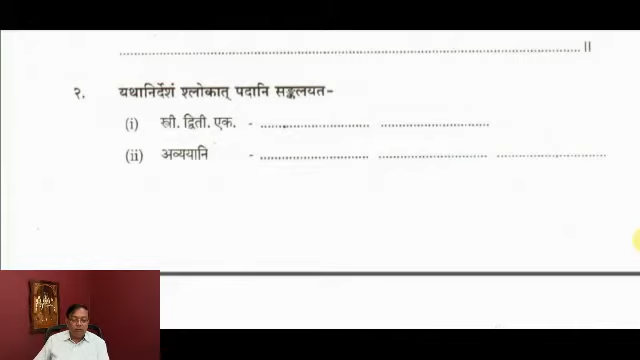 ................................................................................ ॥
२. यथानिर्देशं श्लोकात् पदानि सङ्कलयत–
(i) स्त्री. द्विती. एक. - .............................. ..............................
(ii) अव्ययानि - .............................. .............................. ..............................